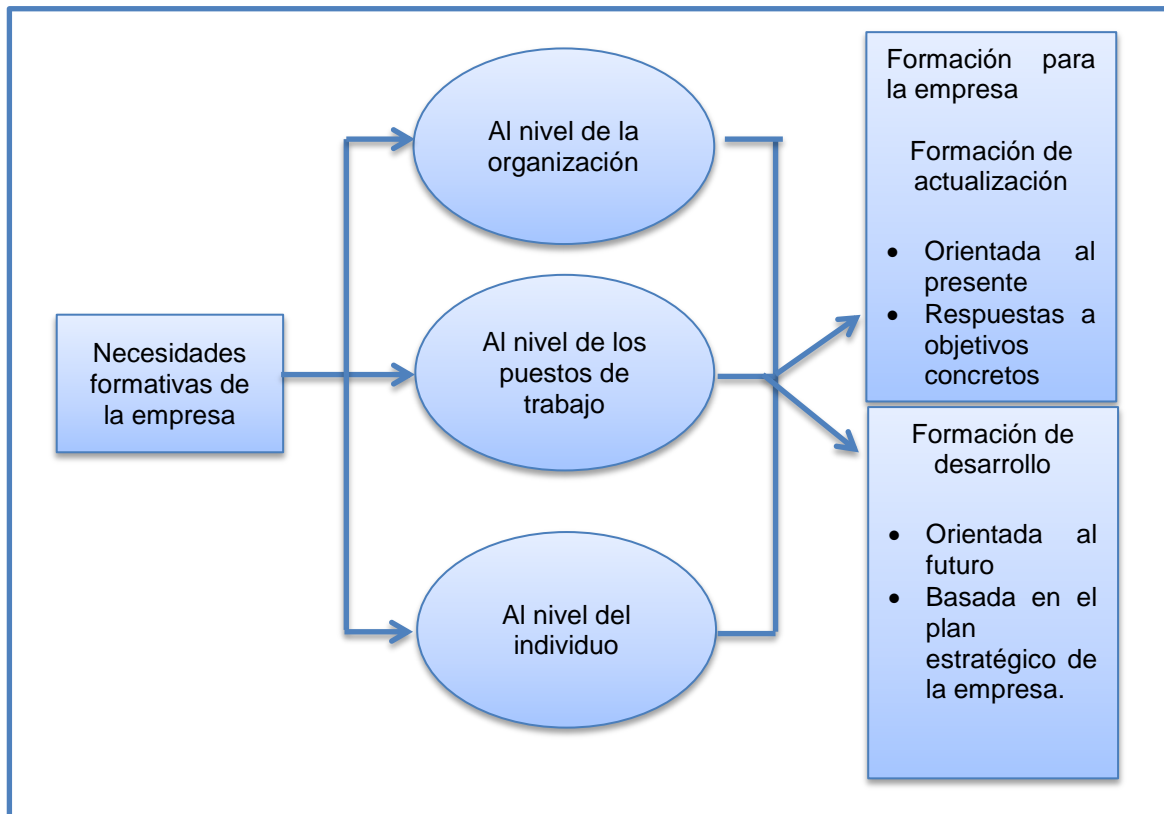 Necesidades
formativas de
la empresa
Al nivel de la
organización
Al nivel de los
puestos de
trabajo
Al nivel del
individuo
Formación para
la empresa
Formación de
actualización
• Orientada al
presente
• Respuestas a
objetivos
concretos
Formación de
desarrollo
• Orientada al
futuro
• Basada en el
plan
estratégico de
la empresa.